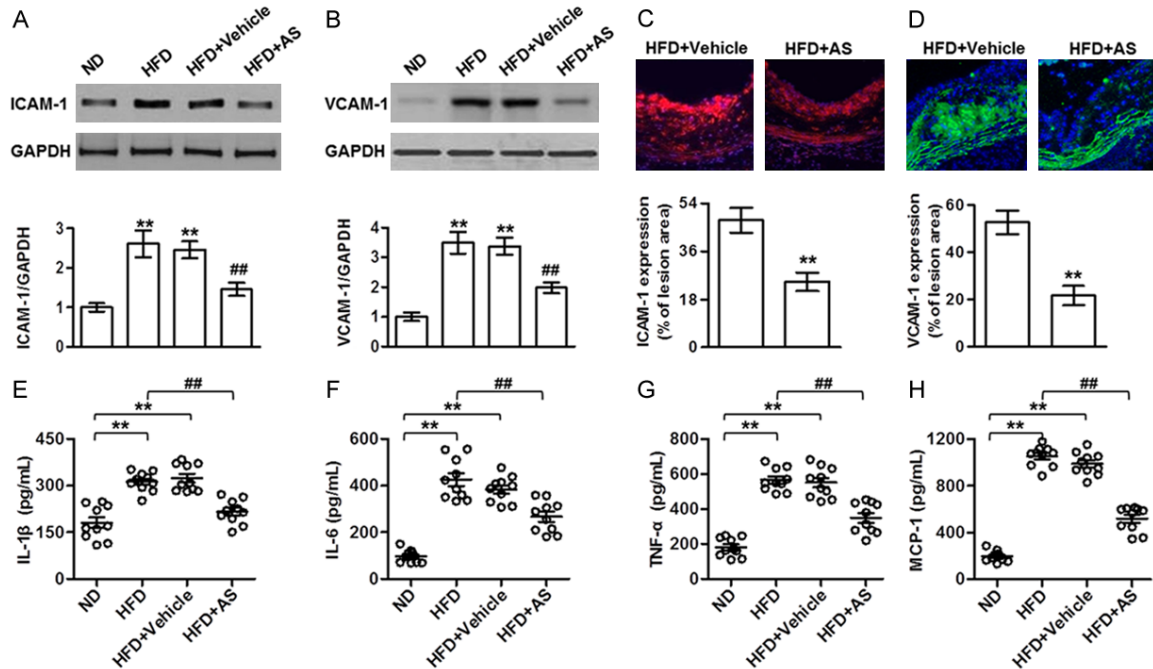 A
ND
HFD
HFD+Vehicle
HFD+AS
ICAM-1
GAPDH
ICAM-1/GAPDH
3
2
1
0
**
**
##
B
ND
HFD
HFD+Vehicle
HFD+AS
VCAM-1
GAPDH
VCAM-1/GAPDH
4
3
2
1
0
**
**
##
C
HFD+Vehicle
HFD+AS
ICAM-1 expression
(% of lesion area)
54
36
18
0
**
D
HFD+Vehicle
HFD+AS
VCAM-1 expression
(% of lesion area)
60
40
20
0
**
E
##
**
**
IL-1β (pg/mL)
450
300
150
0
ND
HFD
HFD+Vehicle
HFD+AS
F
##
**
**
IL-6 (pg/mL)
600
400
200
0
ND
HFD
HFD+Vehicle
HFD+AS
G
##
**
**
TNF-α (pg/mL)
800
600
400
200
0
ND
HFD
HFD+Vehicle
HFD+AS
H
##
**
**
MCP-1 (pg/mL)
1200
800
400
0
ND
HFD
HFD+Vehicle
HFD+AS